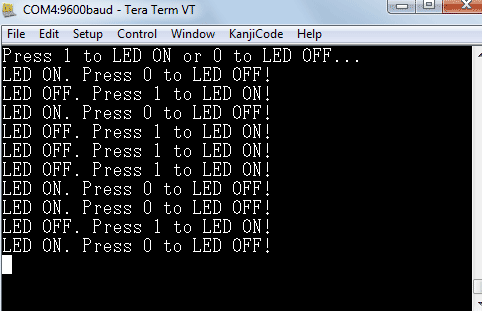 COM4:9600baud - Tera Term VT
File Edit Setup Control Window KanjiCode Help
Press 1 to LED ON or 0 to LED OFF...
LED ON. Press 0 to LED OFF!
LED OFF. Press 1 to LED ON!
LED ON. Press 0 to LED OFF!
LED OFF. Press 1 to LED ON!
LED OFF. Press 1 to LED ON!
LED OFF. Press 1 to LED ON!
LED ON. Press 0 to LED OFF!
LED ON. Press 0 to LED OFF!
LED OFF. Press 1 to LED ON!
LED ON. Press 0 to LED OFF!